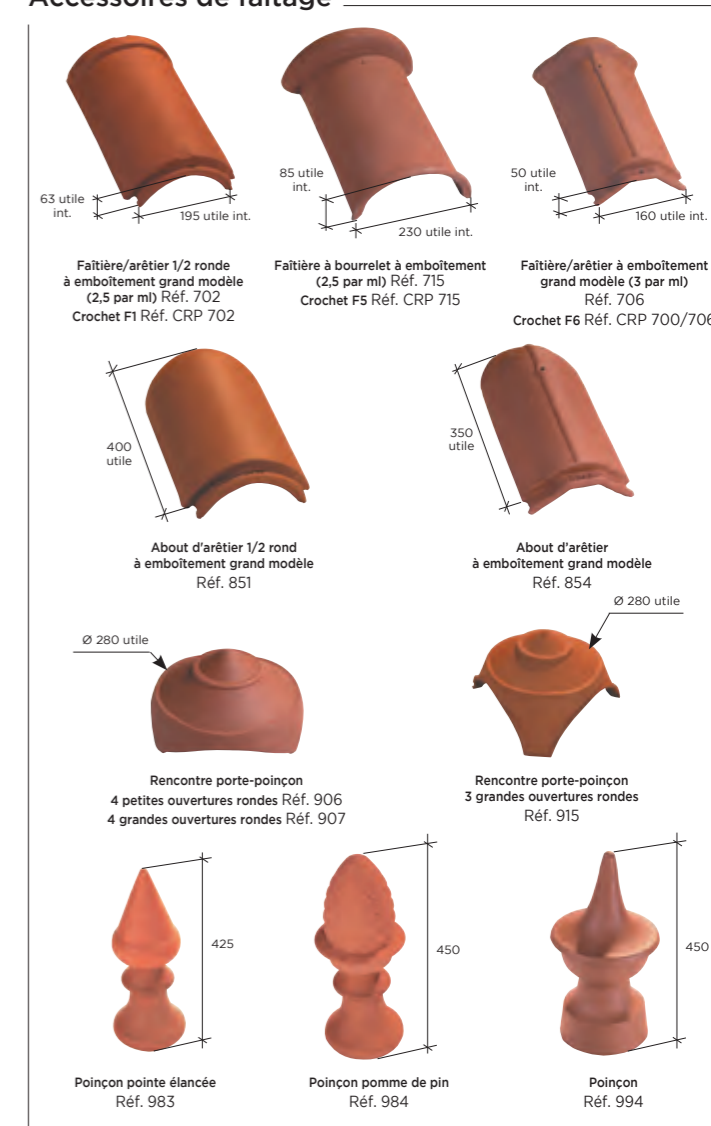 Accessoires de faîtage
63 utile
int.
195 utile int.
85 utile
int.
230 utile int.
50 utile
int.
160 utile int.
Faîtière/arêtier 1/2 ronde
à emboîtement grand modèle
(2,5 par ml) Réf. 702
Crochet F1 Réf. CRP 702
Faîtière à bourrelet à emboîtement
(2,5 par ml) Réf. 715
Crochet F5 Réf. CRP 715
Faîtière/arêtier à emboîtement
grand modèle (3 par ml)
Réf. 706
Crochet F6 Réf. CRP 700/706
400
utile
350
utile
About d'arêtier 1/2 rond
à emboîtement grand modèle
Réf. 851
About d'arêtier
à emboîtement grand modèle
Réf. 854
Ø 280 utile
Ø 280 utile
Rencontre porte-poinçon
4 petites ouvertures rondes Réf. 906
4 grandes ouvertures rondes Réf. 907
Rencontre porte-poinçon
3 grandes ouvertures rondes
Réf. 915
425
450
450
Poinçon pointe élancée
Réf. 983
Poinçon pomme de pin
Réf. 984
Poinçon
Réf. 994